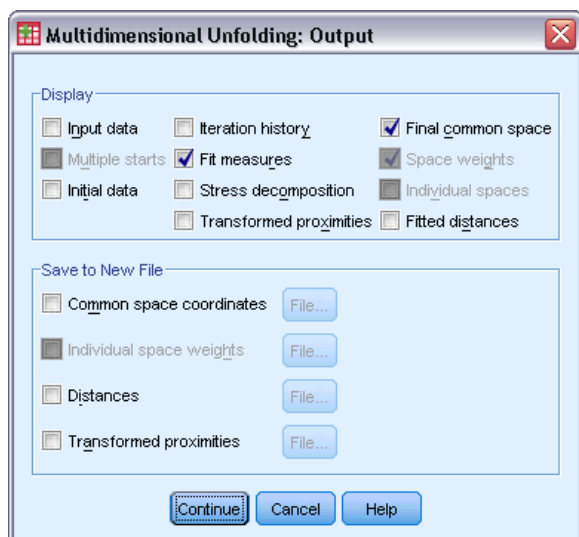 Multidimensional Unfolding: Output
Display
Input data
Iteration history
Final common space
Multiple starts
Fit measures
Space weights
Initial data
Stress decomposition
Individual spaces
Transformed proximities
Fitted distances
Save to New File
Common space coordinates
File...
Individual space weights
File...
Distances
File...
Transformed proximities
File...
Continue
Cancel
Help